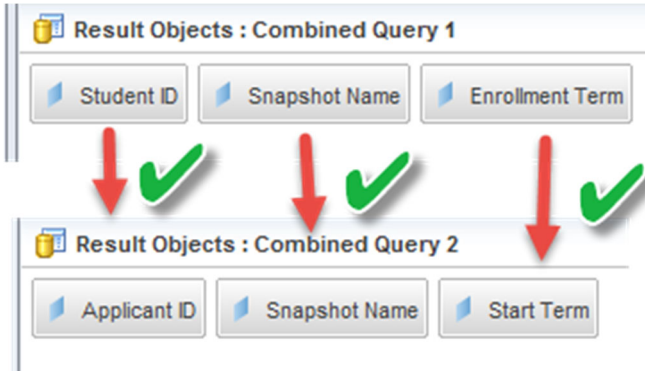 Result Objects : Combined Query 1
Student ID Snapshot Name Enrollment Term
Result Objects : Combined Query 2
Applicant ID Snapshot Name Start Term